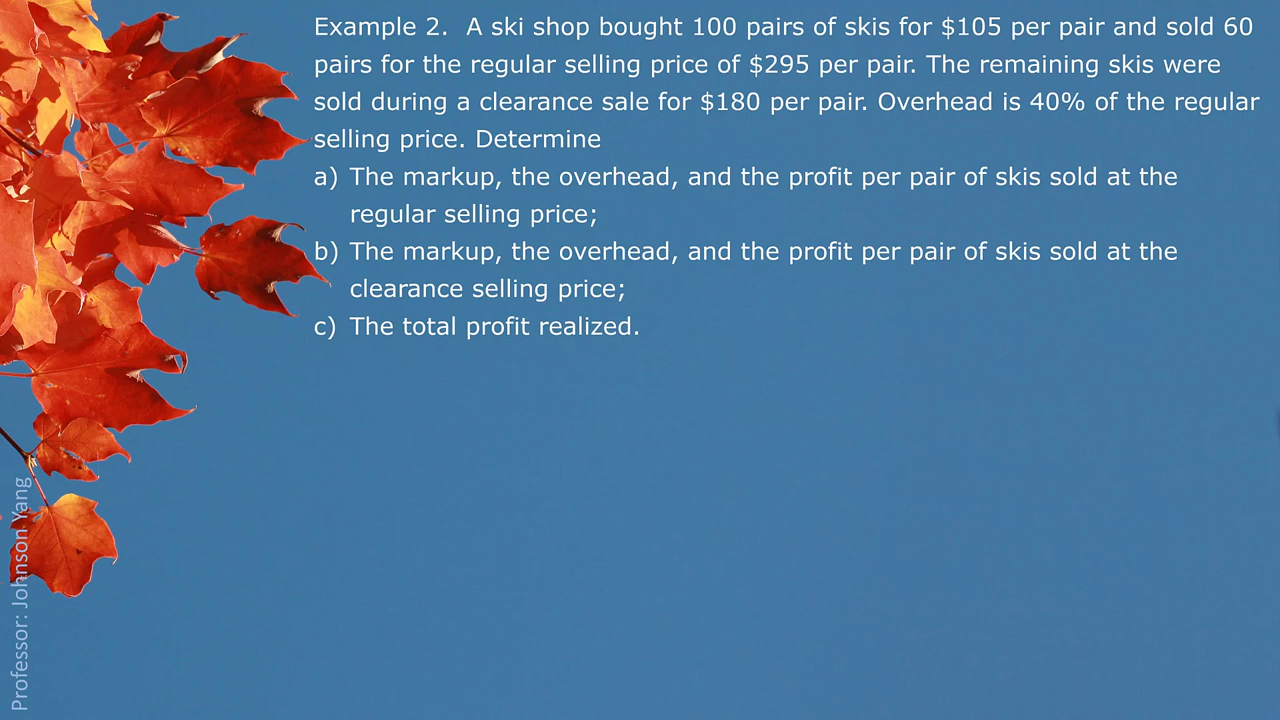 Example 2.  A ski shop bought 100 pairs of skis for $105 per pair and sold 60
pairs for the regular selling price of $295 per pair. The remaining skis were
sold during a clearance sale for $180 per pair. Overhead is 40% of the regular
selling price. Determine
a) The markup, the overhead, and the profit per pair of skis sold at the
regular selling price;
b) The markup, the overhead, and the profit per pair of skis sold at the
clearance selling price;
c) The total profit realized.
Professor: Johnson Yang